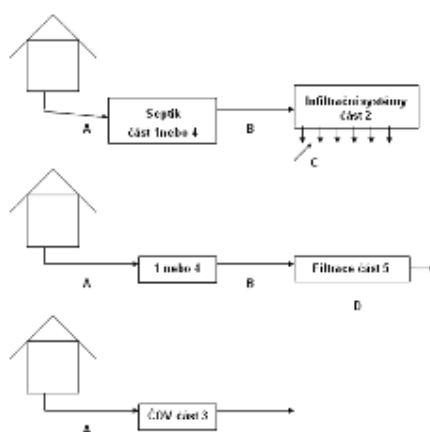 Septik
část 1nebo 4
Infiltrační systémy
část 2
A
B
C
1 nebo 4
Filtrace část 5
A
B
D
ČOV část 3
A